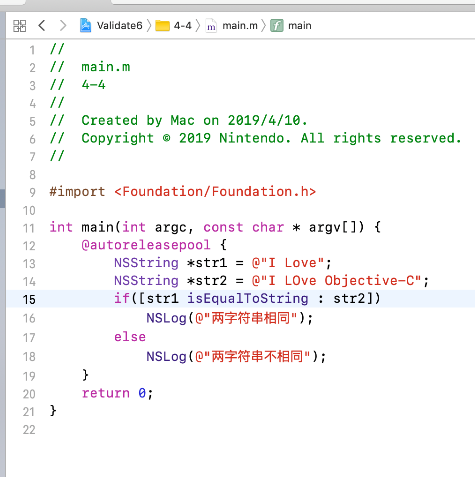 Validate6 > 4-4 > m main.m > f main
1 //
2 //  main.m
3 //  4-4
4 //
5 //  Created by Mac on 2019/4/10.
6 //  Copyright © 2019 Nintendo. All rights reserved.
7 //
8
9 #import <Foundation/Foundation.h>
10
11 int main(int argc, const char * argv[]) {
12     @autoreleasepool {
13         NSString *str1 = @"I Love";
14         NSString *str2 = @"I LOve Objective-C";
15         if([str1 isEqualToString : str2])
16             NSLog(@"两字符串相同");
17         else
18             NSLog(@"两字符串不相同");
19     }
20     return 0;
21 }
22